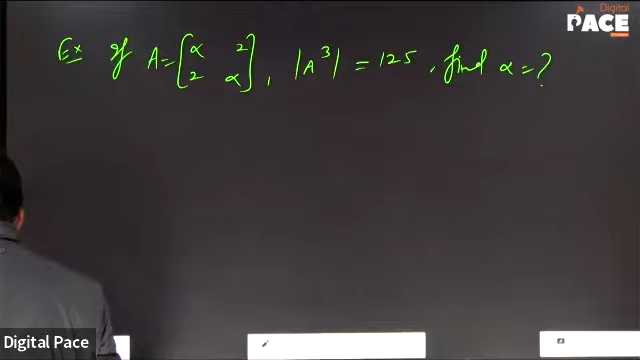 Digital
PACE
Ex If A = [α 2 2 α], |A³| = 125, find α = ?
Digital Pace